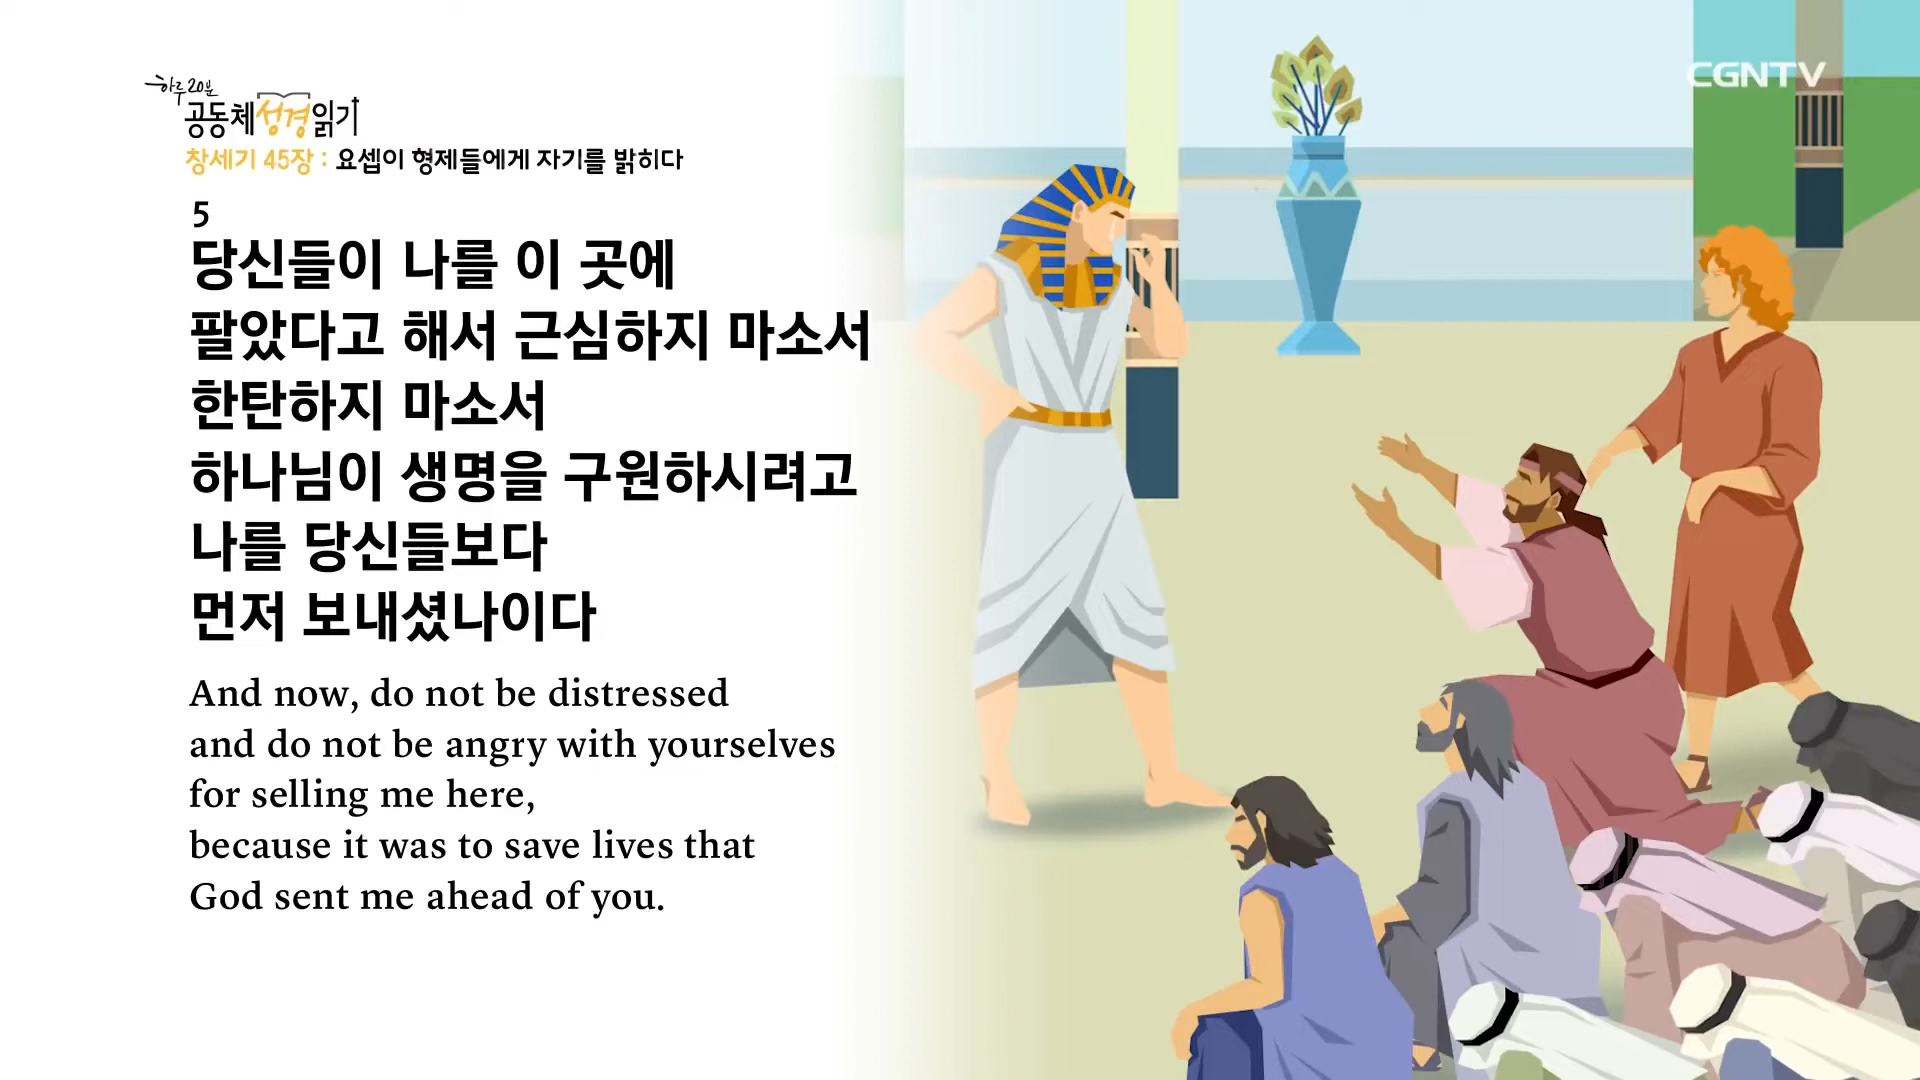 하루 20분
공동체성경읽기
CGNTV
창세기 45장 : 요셉이 형제들에게 자기를 밝히다
5
당신들이 나를 이 곳에
팔았다고 해서 근심하지 마소서
한탄하지 마소서
하나님이 생명을 구원하시려고
나를 당신들보다
먼저 보내셨나이다
And now, do not be distressed
and do not be angry with yourselves
for selling me here,
because it was to save lives that
God sent me ahead of you.